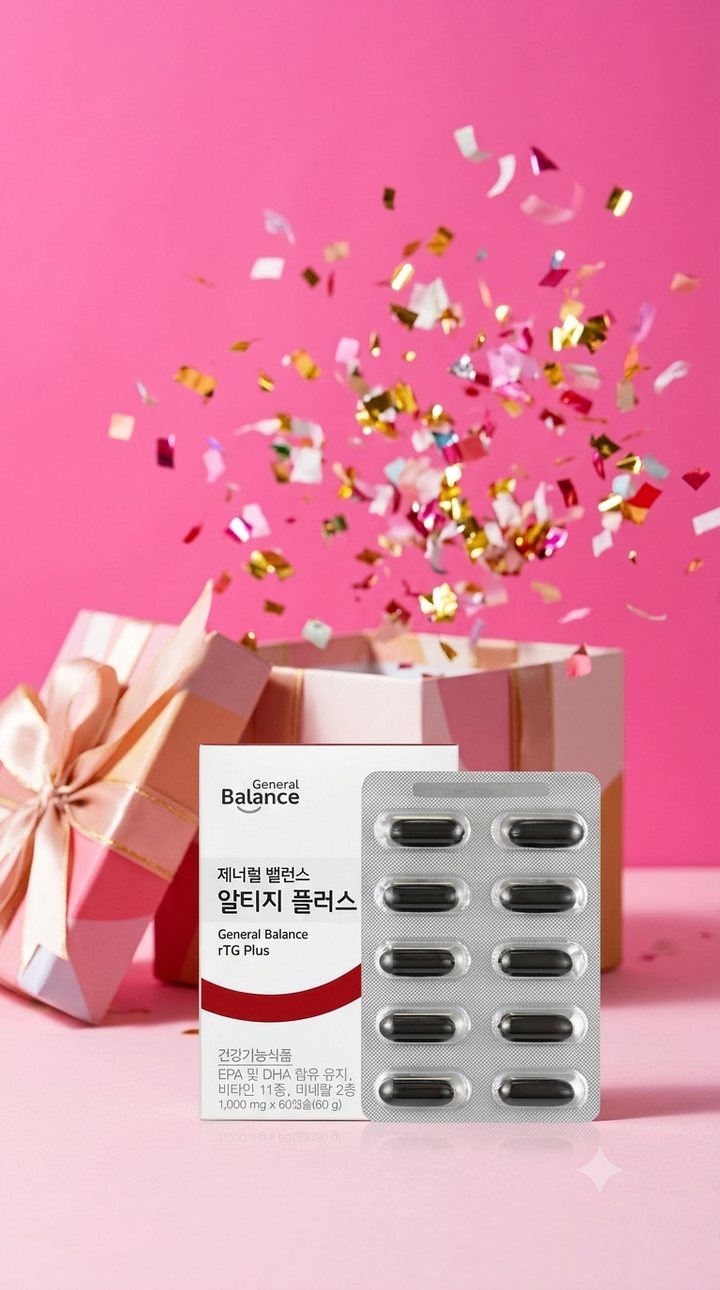 General
Balance
제너럴 밸런스
알티지 플러스
General Balance
rTG Plus
건강기능식품
EPA 및 DHA 함유 유지,
비타민 11종, 미네랄 2종
1,000 mg x 60캡슐(60 g)